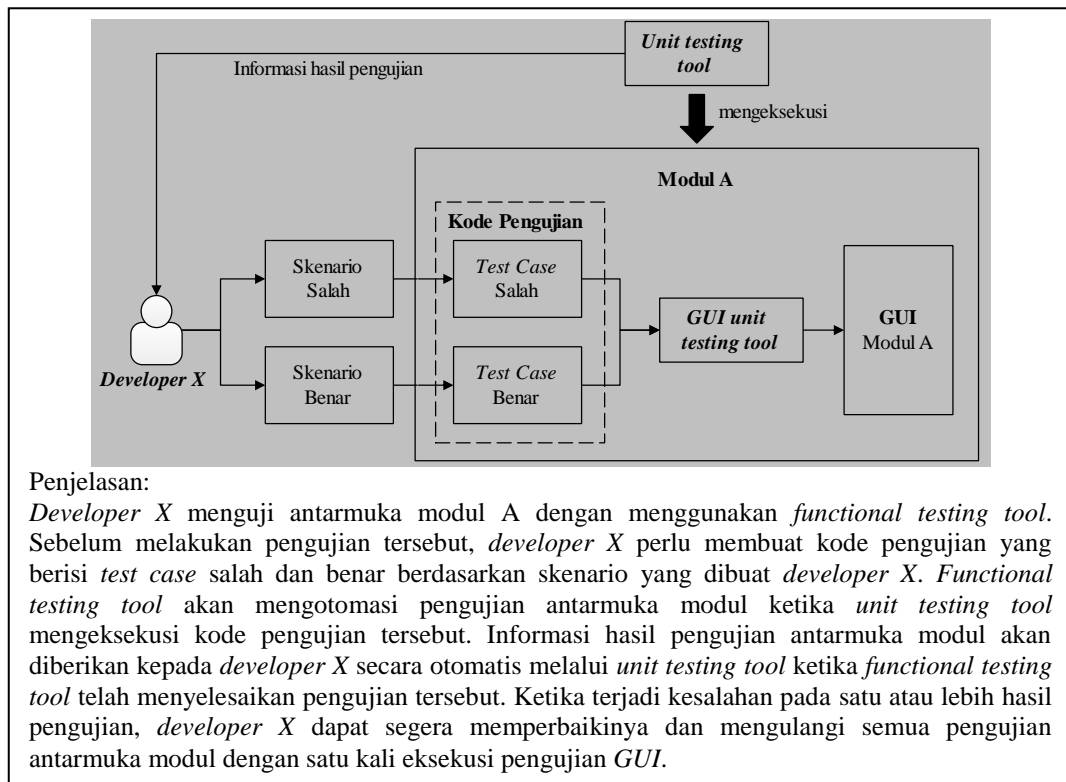 Unit testing
tool
Informasi hasil pengujian
mengeksekusi
Modul A
Kode Pengujian
Skenario
Salah
Test Case
Salah
GUI unit
testing tool
GUI
Modul A
Developer X
Skenario
Benar
Test Case
Benar
Penjelasan:
Developer X menguji antarmuka modul A dengan menggunakan functional testing tool.
Sebelum melakukan pengujian tersebut, developer X perlu membuat kode pengujian yang
berisi test case salah dan benar berdasarkan skenario yang dibuat developer X. Functional
testing tool akan mengotomasi pengujian antarmuka modul ketika unit testing tool
mengeksekusi kode pengujian tersebut. Informasi hasil pengujian antarmuka modul akan
diberikan kepada developer X secara otomatis melalui unit testing tool ketika functional testing
tool telah menyelesaikan pengujian tersebut. Ketika terjadi kesalahan pada satu atau lebih hasil
pengujian, developer X dapat segera memperbaikinya dan mengulangi semua pengujian
antarmuka modul dengan satu kali eksekusi pengujian GUI.